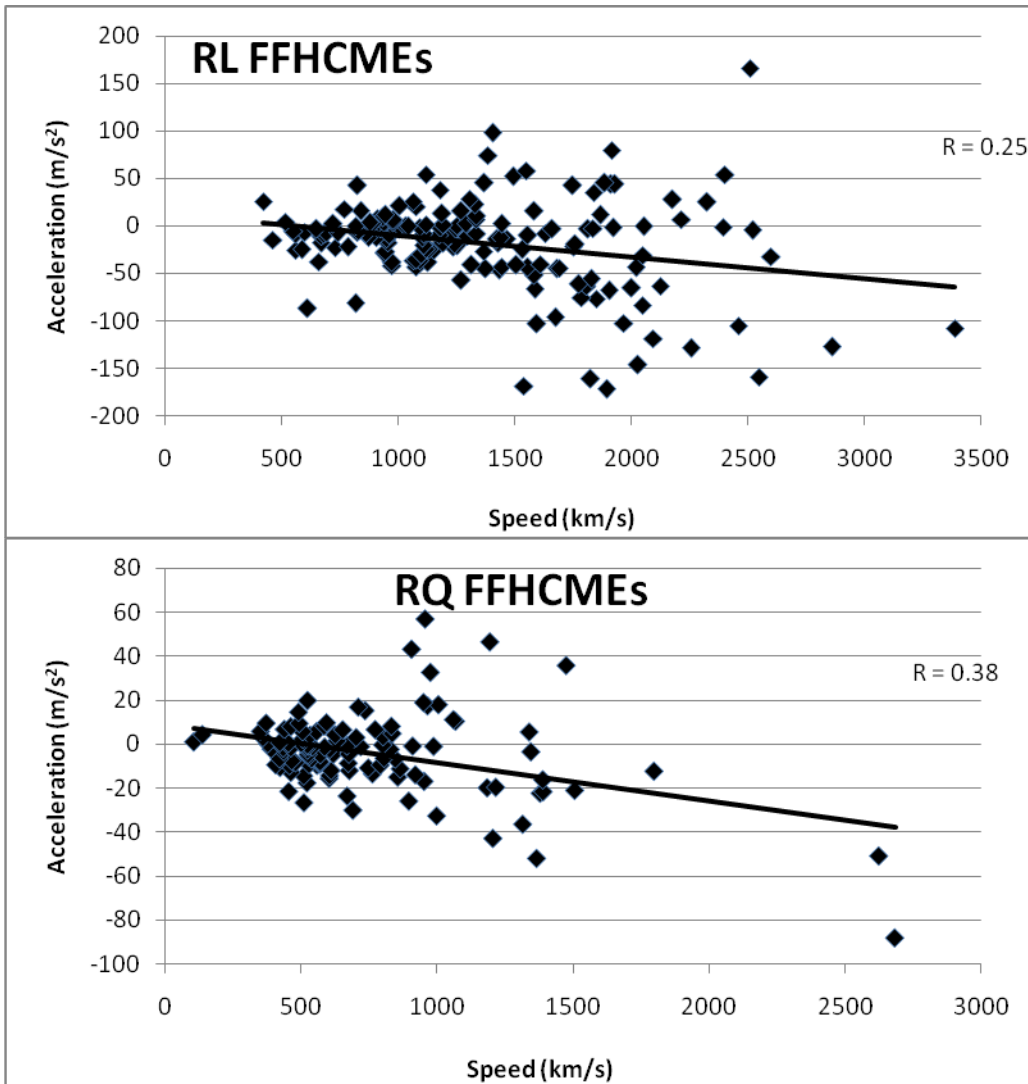 RL FFHCMEs
200
150
100
50
0
-50
-100
-150
-200
Acceleration (m/s²)
R = 0.25
0 500 1000 1500 2000 2500 3000 3500
Speed (km/s)
RQ FFHCMEs
80
60
40
20
0
-20
-40
-60
-80
-100
Acceleration (m/s²)
R = 0.38
0 500 1000 1500 2000 2500 3000
Speed (km/s)